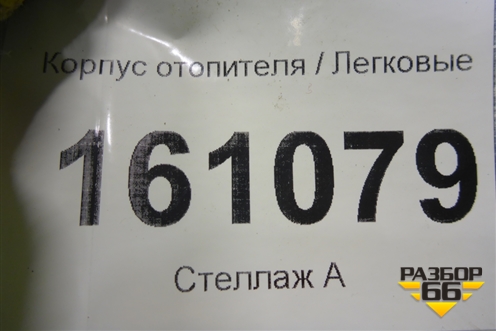 Корпус отопителя / Легковые
161079
Стеллаж А
РАЗБОР
66